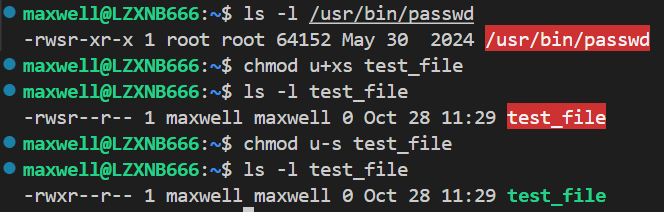 maxwell@LZXNB666:~$ ls -l /usr/bin/passwd
-rwsr-xr-x 1 root root 64152 May 30  2024 /usr/bin/passwd
maxwell@LZXNB666:~$ chmod u+xs test_file
maxwell@LZXNB666:~$ ls -l test_file
-rwsr--r-- 1 maxwell maxwell 0 Oct 28 11:29 test_file
maxwell@LZXNB666:~$ chmod u-s test_file
maxwell@LZXNB666:~$ ls -l test_file
-rwxr--r-- 1 maxwell maxwell 0 Oct 28 11:29 test_file